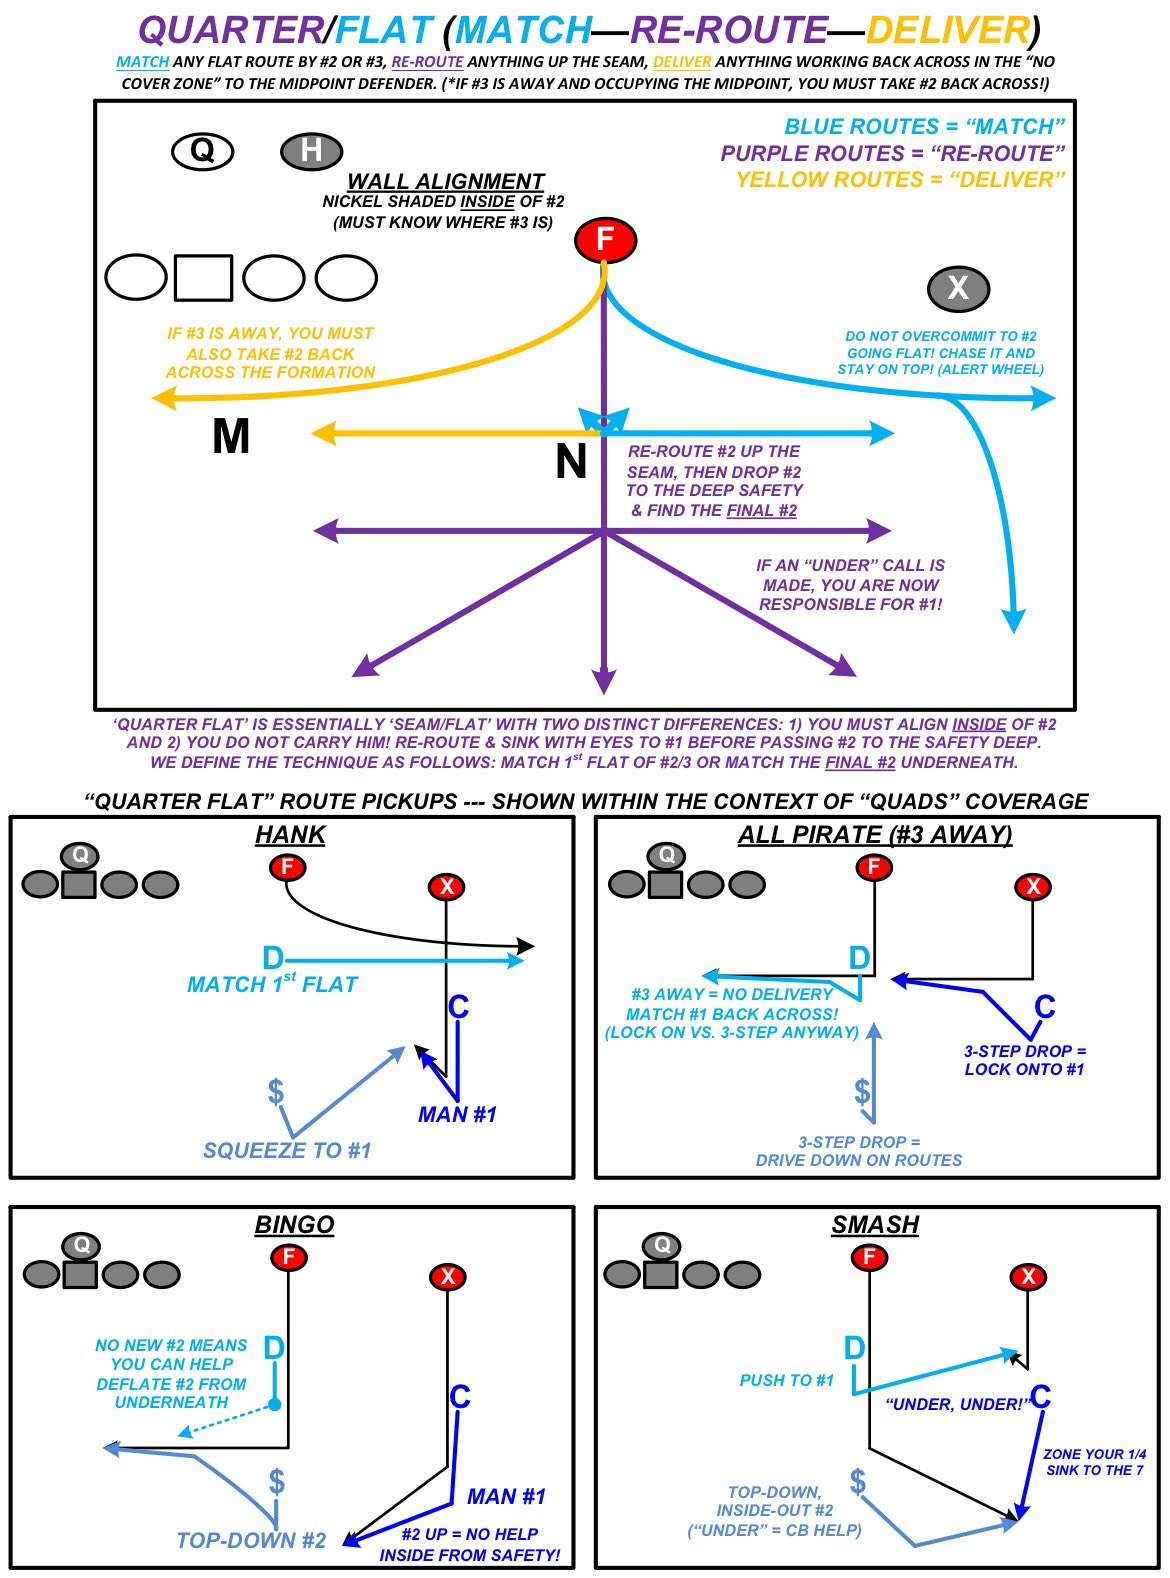 QUARTER/FLAT (MATCH—RE-ROUTE—DELIVER)
MATCH ANY FLAT ROUTE BY #2 OR #3, RE-ROUTE ANYTHING UP THE SEAM, DELIVER ANYTHING WORKING BACK ACROSS IN THE "NO
COVER ZONE" TO THE MIDPOINT DEFENDER. (*IF #3 IS AWAY AND OCCUPYING THE MIDPOINT, YOU MUST TAKE #2 BACK ACROSS!)
BLUE ROUTES = "MATCH"
PURPLE ROUTES = "RE-ROUTE"
YELLOW ROUTES = "DELIVER"
Q
H
WALL ALIGNMENT
NICKEL SHADED INSIDE OF #2
(MUST KNOW WHERE #3 IS)
F
X
IF #3 IS AWAY, YOU MUST
ALSO TAKE #2 BACK
ACROSS THE FORMATION
DO NOT OVERCOMMIT TO #2
GOING FLAT! CHASE IT AND
STAY ON TOP! (ALERT WHEEL)
M
N
RE-ROUTE #2 UP THE
SEAM, THEN DROP #2
TO THE DEEP SAFETY
& FIND THE FINAL #2
IF AN "UNDER" CALL IS
MADE, YOU ARE NOW
RESPONSIBLE FOR #1!
'QUARTER FLAT' IS ESSENTIALLY 'SEAM/FLAT' WITH TWO DISTINCT DIFFERENCES: 1) YOU MUST ALIGN INSIDE OF #2
AND 2) YOU DO NOT CARRY HIM! RE-ROUTE & SINK WITH EYES TO #1 BEFORE PASSING #2 TO THE SAFETY DEEP.
WE DEFINE THE TECHNIQUE AS FOLLOWS: MATCH 1st FLAT OF #2/3 OR MATCH THE FINAL #2 UNDERNEATH.
"QUARTER FLAT" ROUTE PICKUPS --- SHOWN WITHIN THE CONTEXT OF "QUADS" COVERAGE
HANK
Q
F
X
D
MATCH 1st FLAT
C
$
MAN #1
SQUEEZE TO #1
ALL PIRATE (#3 AWAY)
Q
F
X
D
#3 AWAY = NO DELIVERY
MATCH #1 BACK ACROSS!
(LOCK ON VS. 3-STEP ANYWAY)
C
3-STEP DROP =
LOCK ONTO #1
$
3-STEP DROP =
DRIVE DOWN ON ROUTES
BINGO
Q
F
X
NO NEW #2 MEANS
YOU CAN HELP
DEFLATE #2 FROM
UNDERNEATH
D
C
$
MAN #1
TOP-DOWN #2
#2 UP = NO HELP
INSIDE FROM SAFETY!
SMASH
Q
F
X
D
PUSH TO #1
"UNDER, UNDER!"
C
ZONE YOUR 1/4
SINK TO THE 7
$
TOP-DOWN,
INSIDE-OUT #2
("UNDER" = CB HELP)